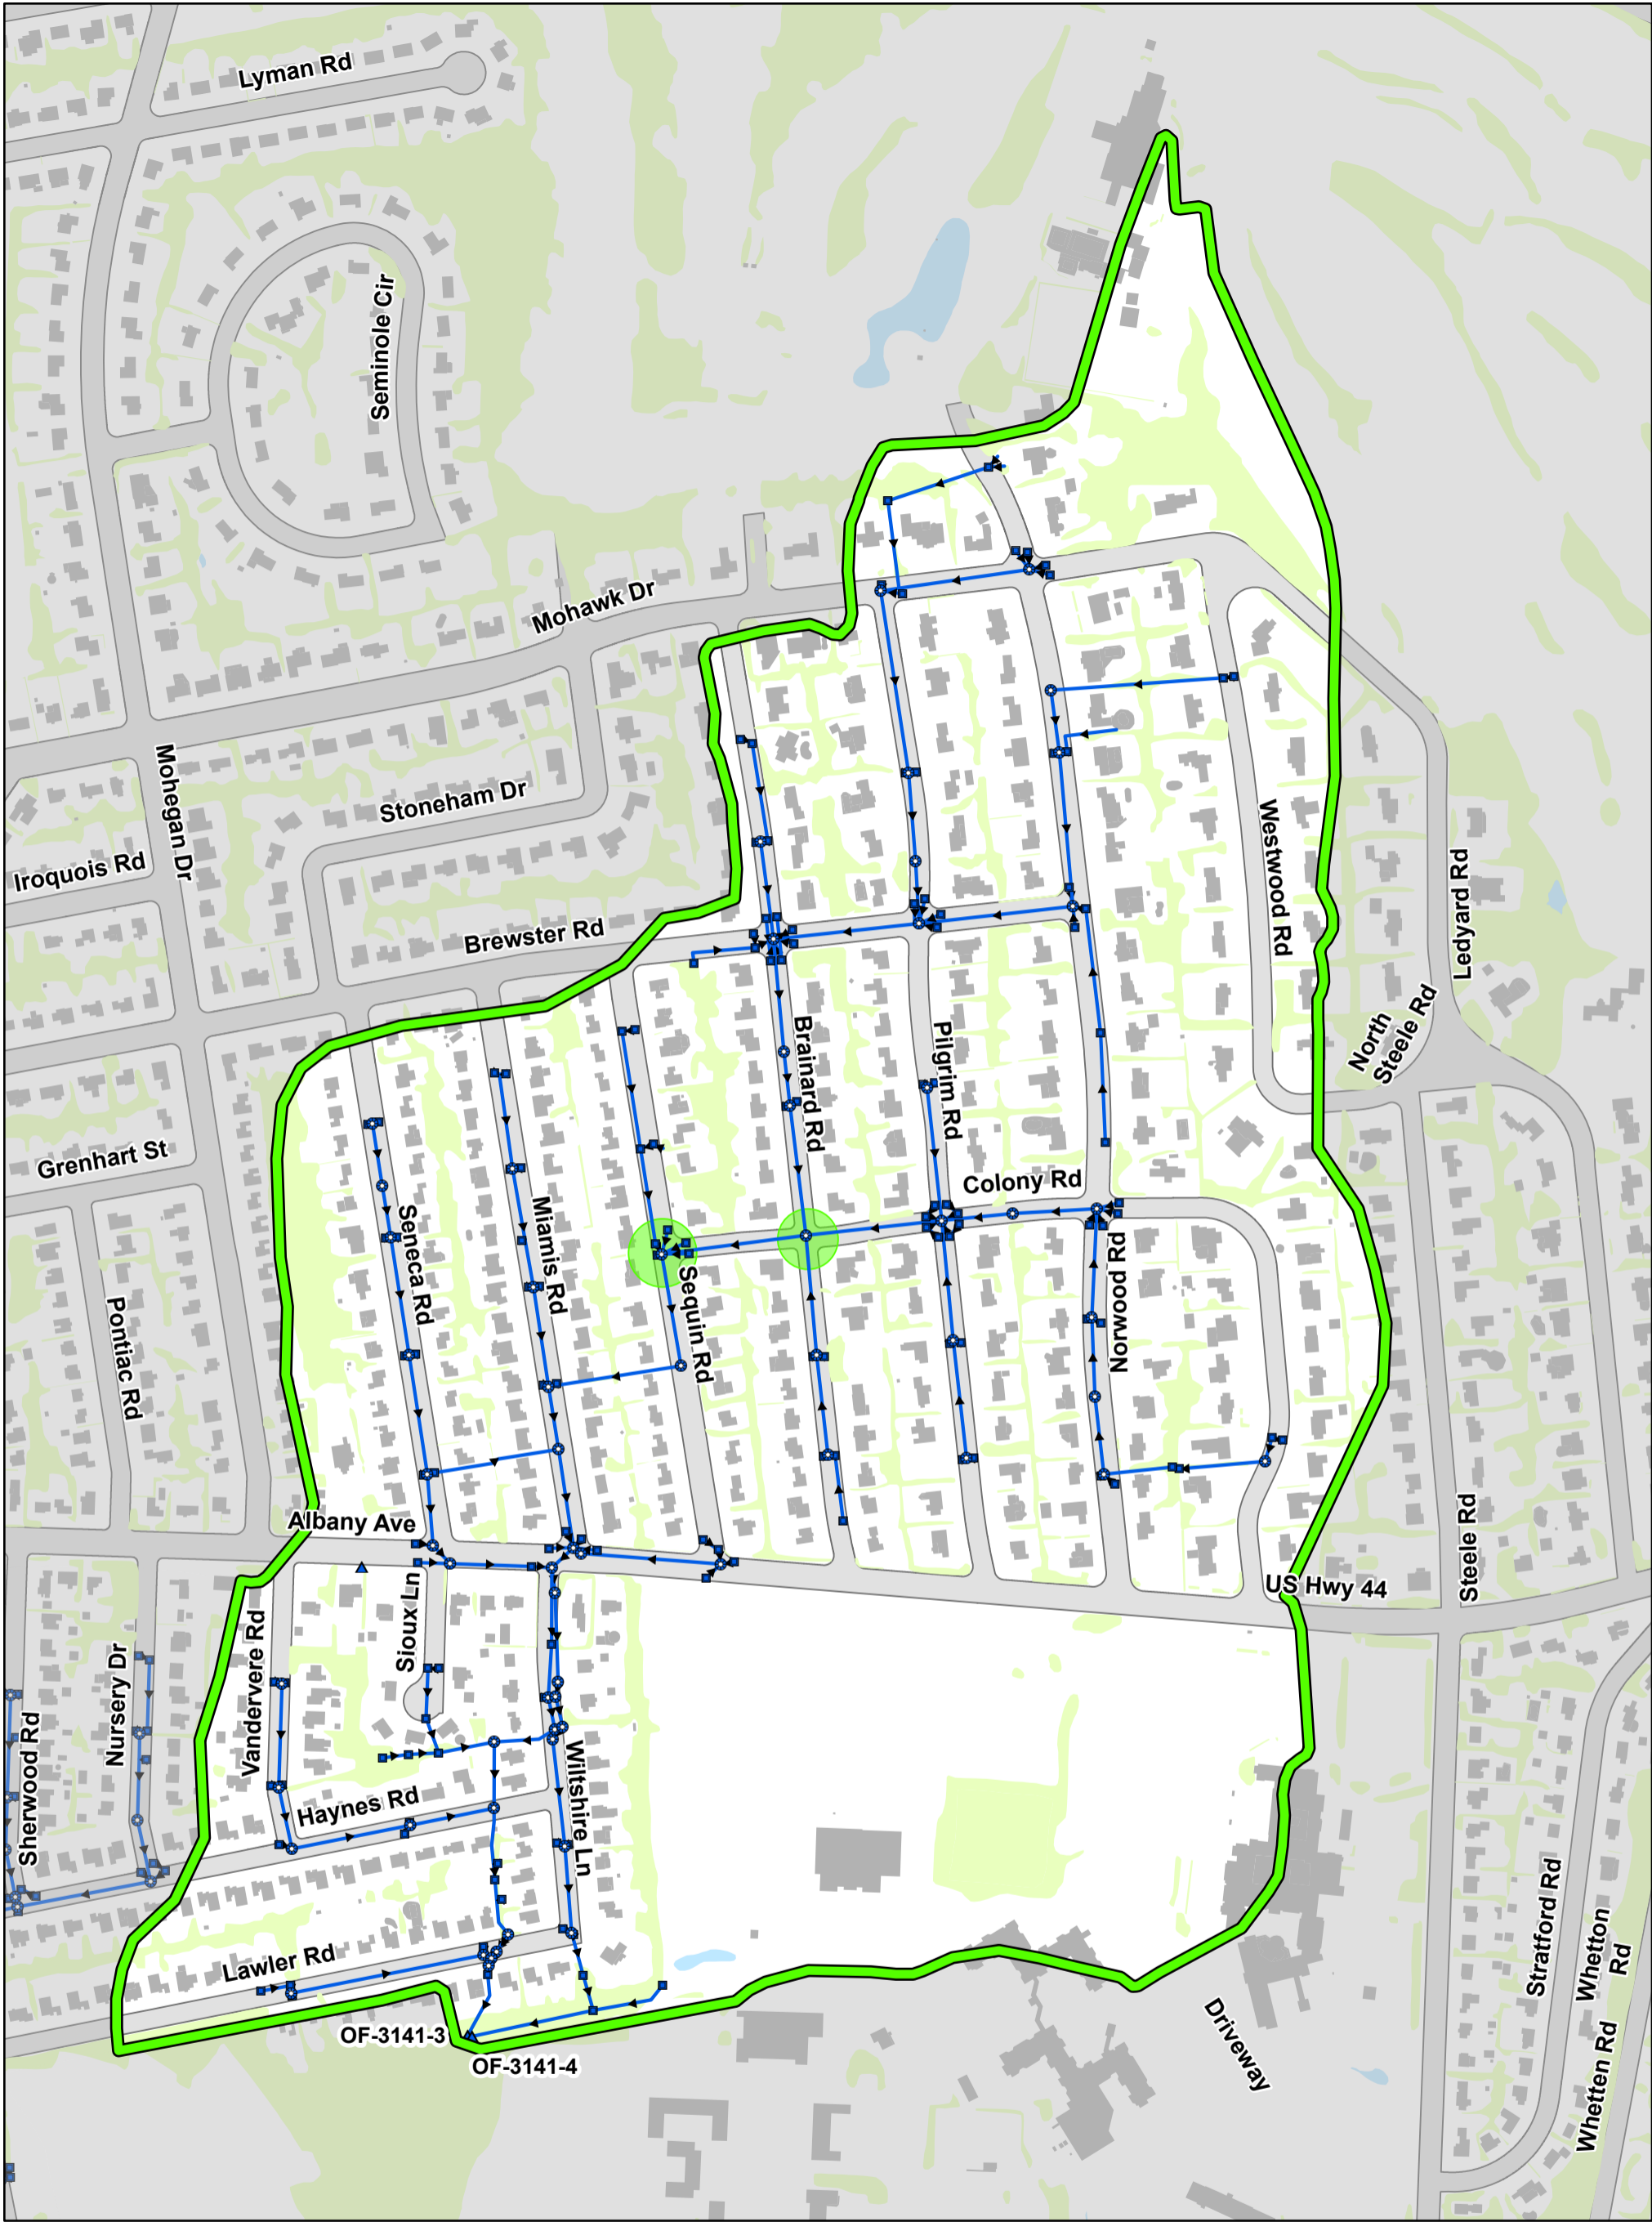 Lyman Rd
Seminole Cir
Mohawk Dr
Mohegan Dr
Stoneham Dr
Iroquois Rd
Westwood Rd
Ledyard Rd
Brewster Rd
North
Steele Rd
Brainard Rd
Pilgrim Rd
Grenhart St
Colony Rd
Seneca Rd
Miamis Rd
Sequin Rd
Norwood Rd
Pontiac Rd
Albany Ave
Steele Rd
US Hwy 44
Sioux Ln
Vandervere Rd
Nursery Dr
Sherwood Rd
Wiltshire Ln
Haynes Rd
Lawler Rd
Stratford Rd
Whetton
Rd
OF-3141-3
OF-3141-4
Driveway
Whetten Rd